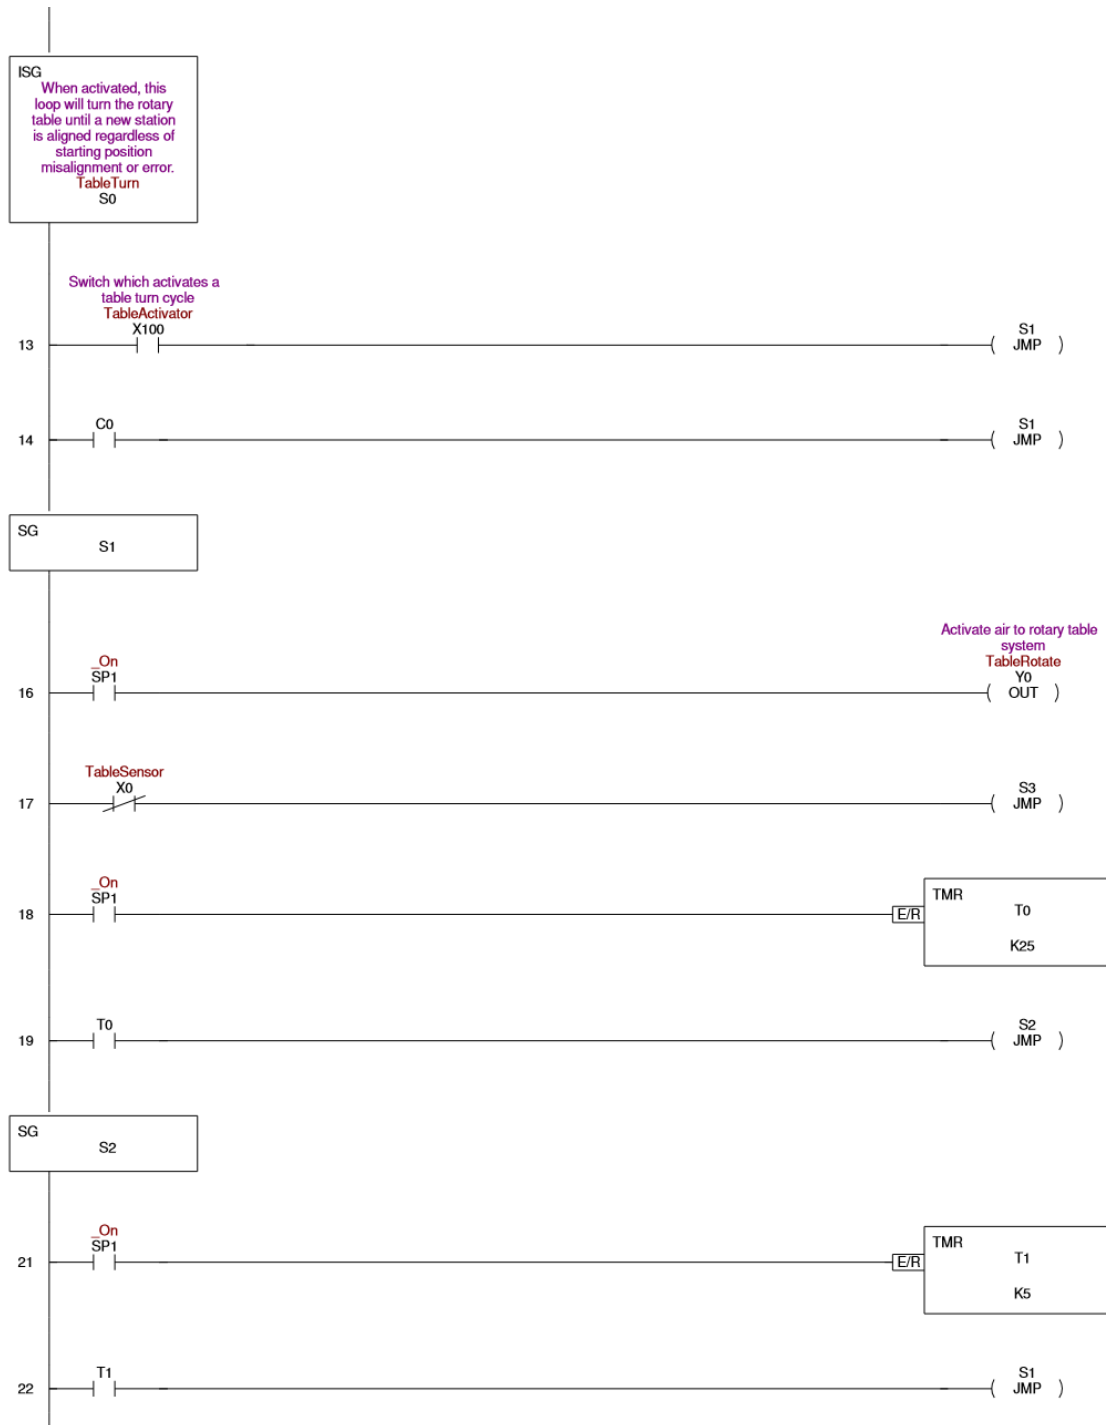 ISG
When activated, this
loop will turn the rotary
table until a new station
is aligned regardless of
starting position
misalignment or error.
TableTurn
S0
Switch which activates a
table turn cycle
TableActivator
X100
S1
13
JMP
C0
S1
14
JMP
SG
S1
Activate air to rotary table
system
_On
TableRotate
SP1
Y0
16
OUT
TableSensor
X0
S3
17
JMP
_On
SP1
TMR
18
E/R
T0
K25
T0
S2
19
JMP
SG
S2
_On
SP1
TMR
21
E/R
T1
K5
T1
S1
22
JMP